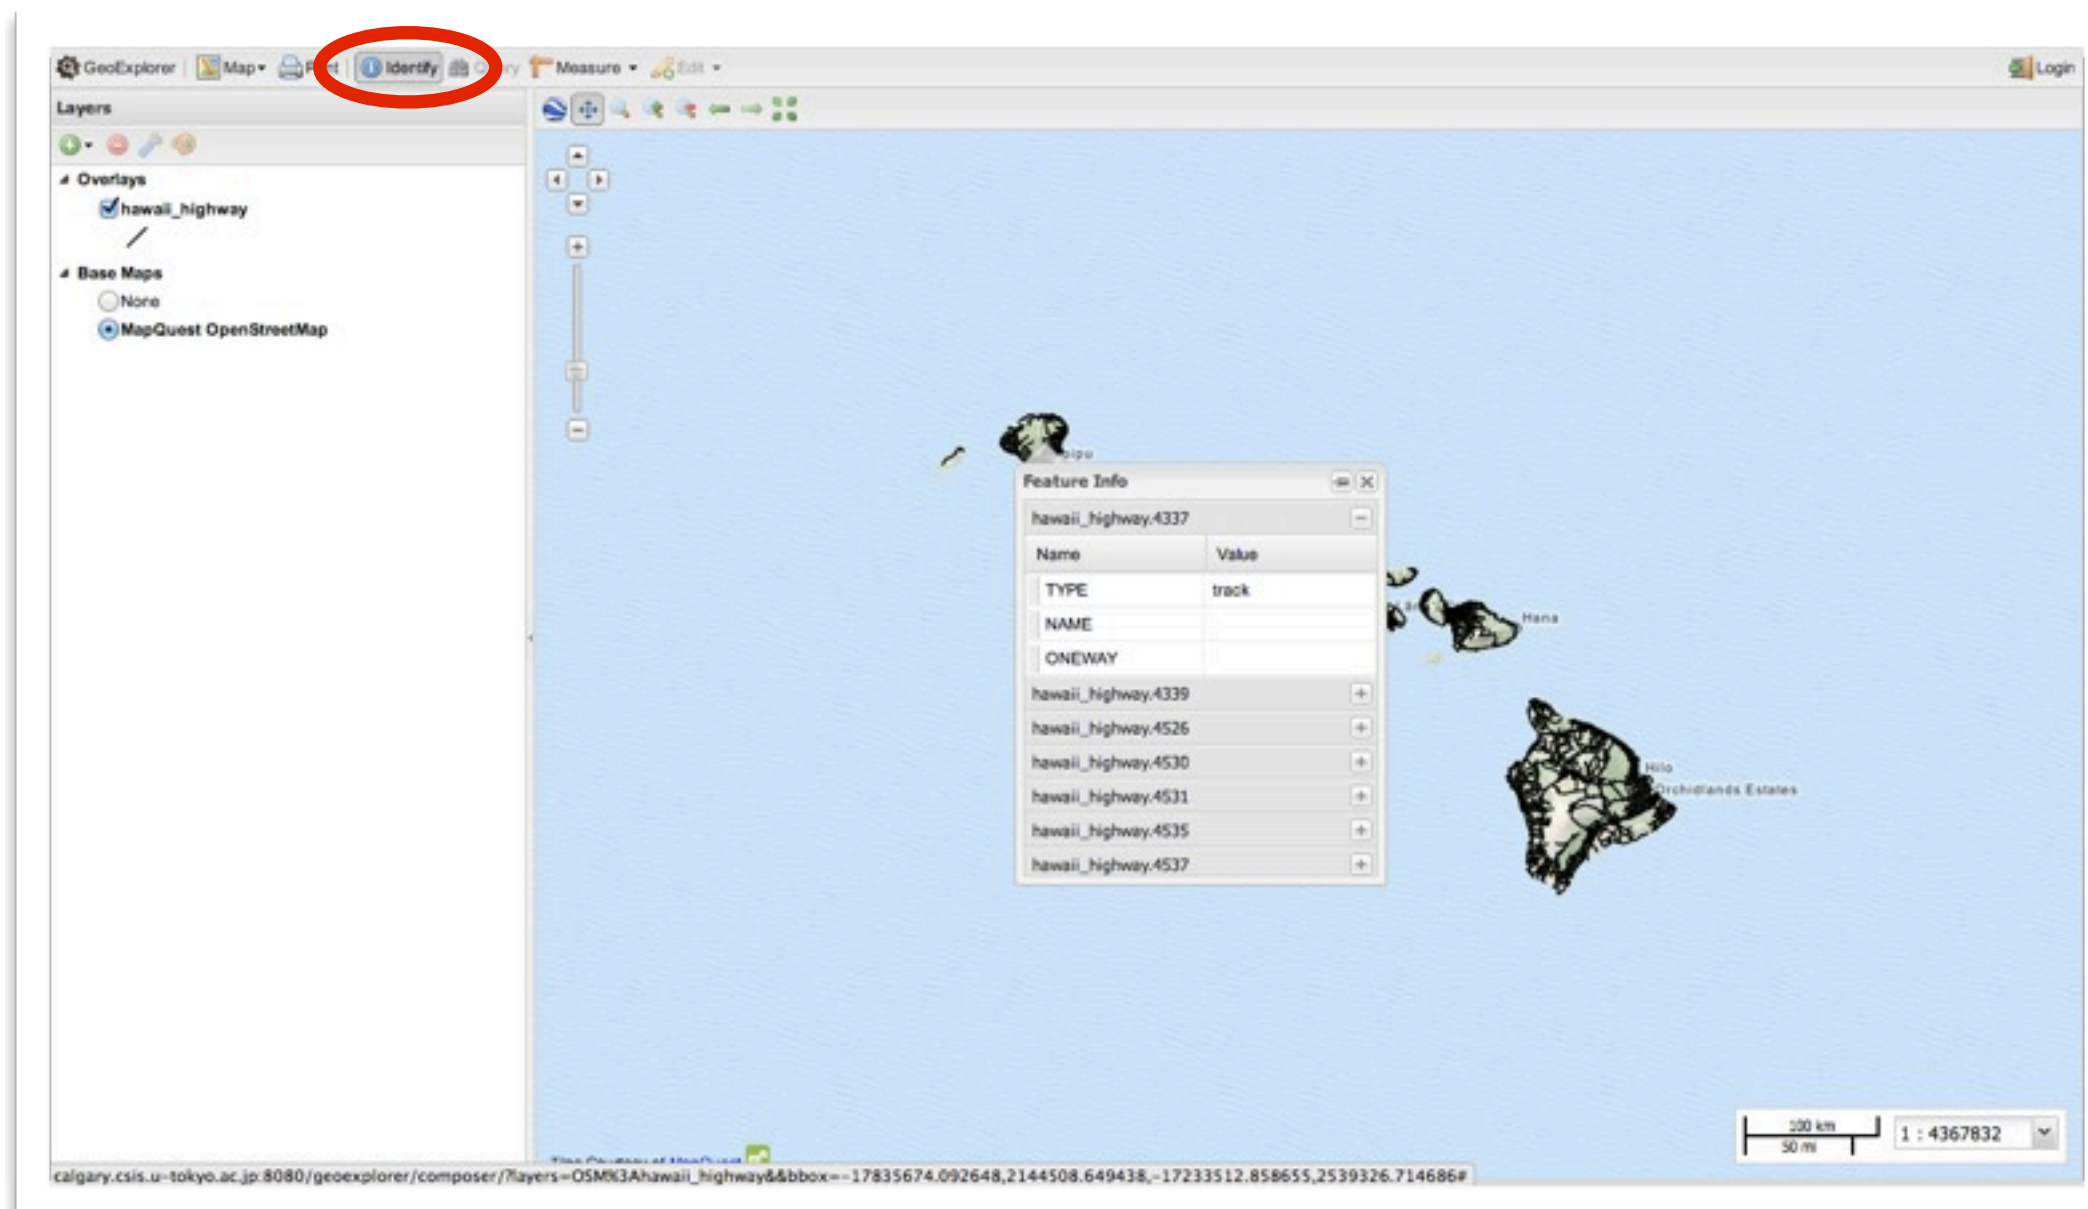 GeoExplorer Map Identify Measure Edit Login
Layers
Overlays
hawaii_highway
Base Maps
None
MapQuest OpenStreetMap
Feature Info
hawaii_highway.4337
Name Value
TYPE track
NAME
ONEWAY
hawaii_highway.4339
hawaii_highway.4526
hawaii_highway.4530
hawaii_highway.4531
hawaii_highway.4535
hawaii_highway.4537
Hana
Hilo
Orchidlands Estates
100 km
50 mi
1 : 4367832
calgary.csis.u-tokyo.ac.jp:8080/geoexplorer/composer/?layers=OSM%3Ahawaii_highway&&bbox=-17835674.092648,2144508.649438,-17233512.858655,2539326.714686#